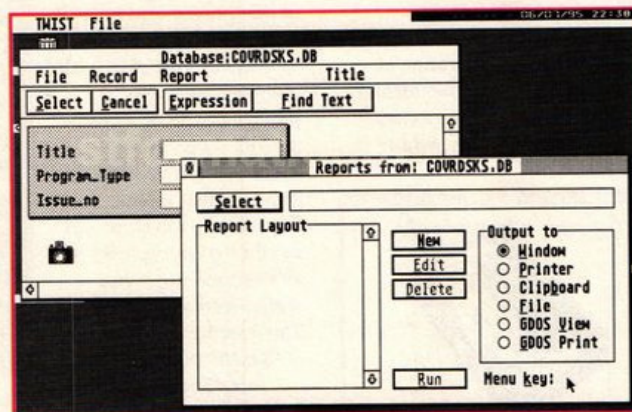 TWIST File
06/03/95 22:30
Database:COVRDSKS.DB
File Record Report Title
Select Cancel Expression Find Text
Title
Program_Type
Issue_no
Reports from: COVRDSKS.DB
Select
Report Layout
New
Edit
Delete
Run
Output to
Window
Printer
Clipboard
File
GDOS View
GDOS Print
Menu key: